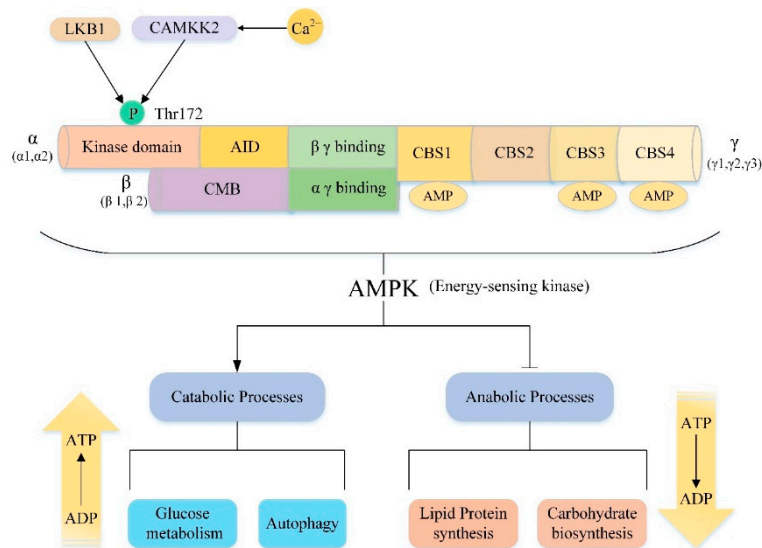 LKB1
CAMKK2
Ca²⁻
P
Thr172
α
(α1,α2)
Kinase domain
AID
β γ binding
CBS1
CBS2
CBS3
CBS4
γ
(γ1,γ2,γ3)
β
(β 1,β 2)
CMB
α γ binding
AMP
AMP
AMP
AMPK (Energy-sensing kinase)
Catabolic Processes
Anabolic Processes
ATP
ADP
Glucose
metabolism
Autophagy
Lipid Protein
synthesis
Carbohydrate
biosynthesis
ATP
ADP